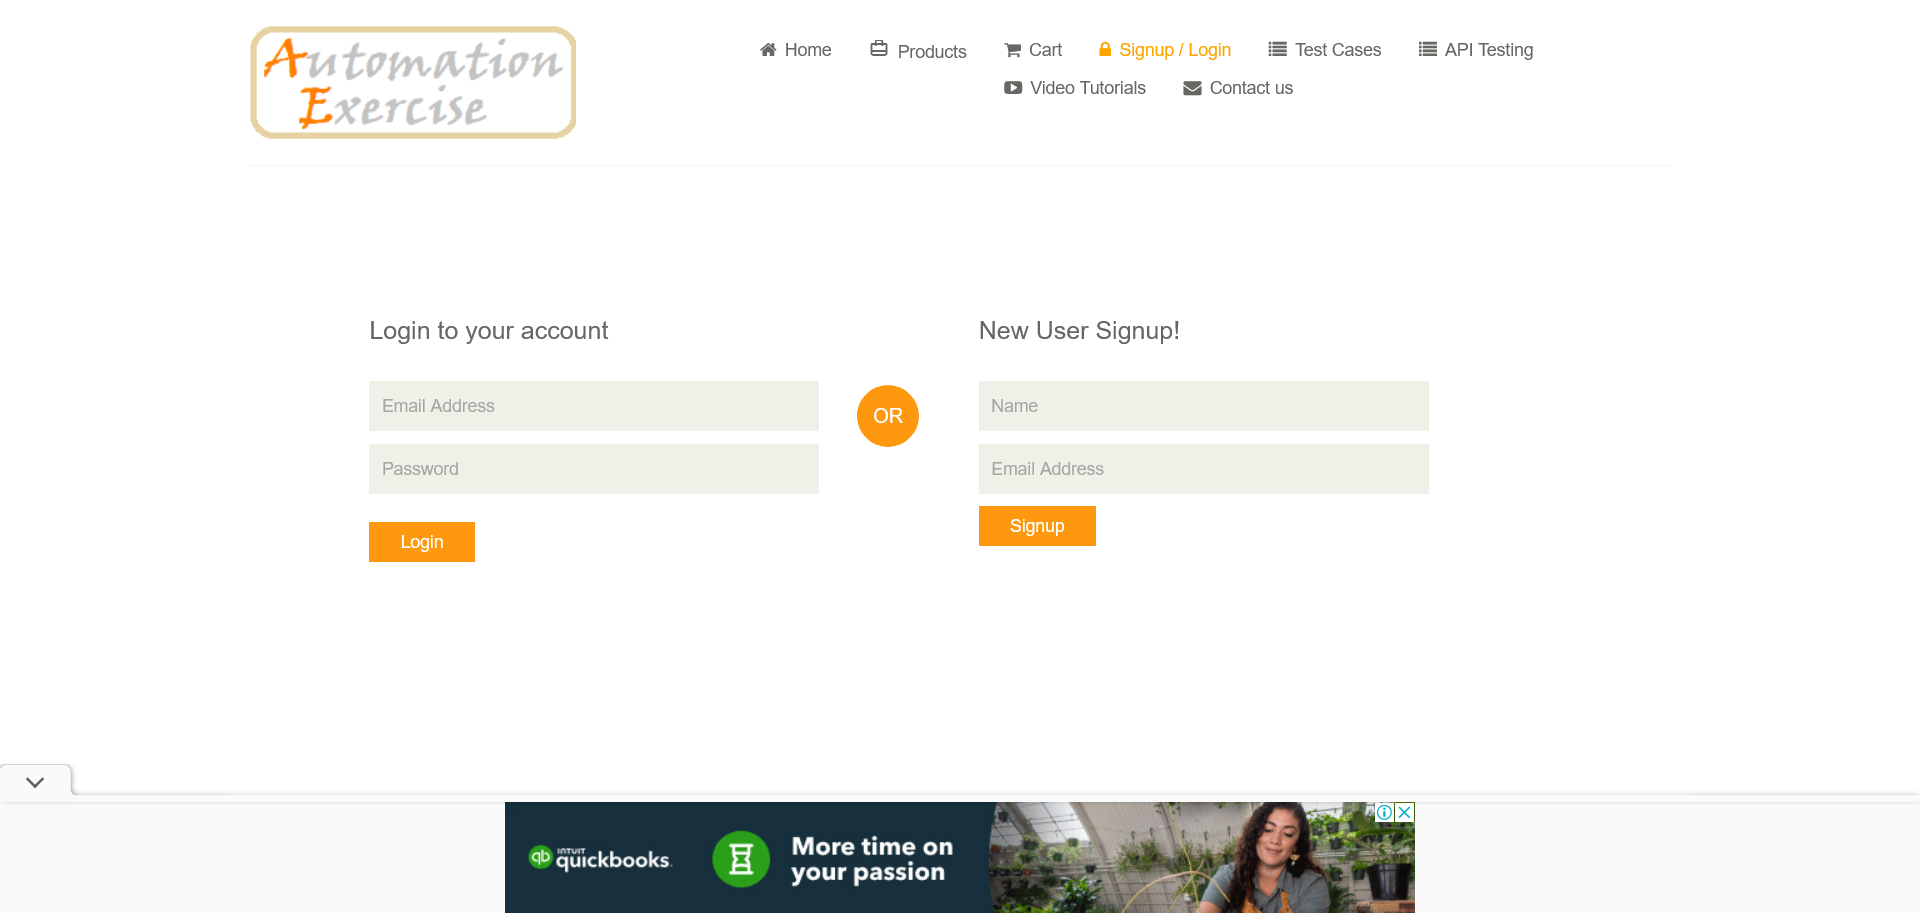 Automation
Exercise
Home
Products
Cart
Signup / Login
Test Cases
API Testing
Video Tutorials
Contact us
Login to your account
Email Address
Password
Login
OR
New User Signup!
Name
Email Address
Signup
qb INTUIT
quickbooks.
More time on
your passion